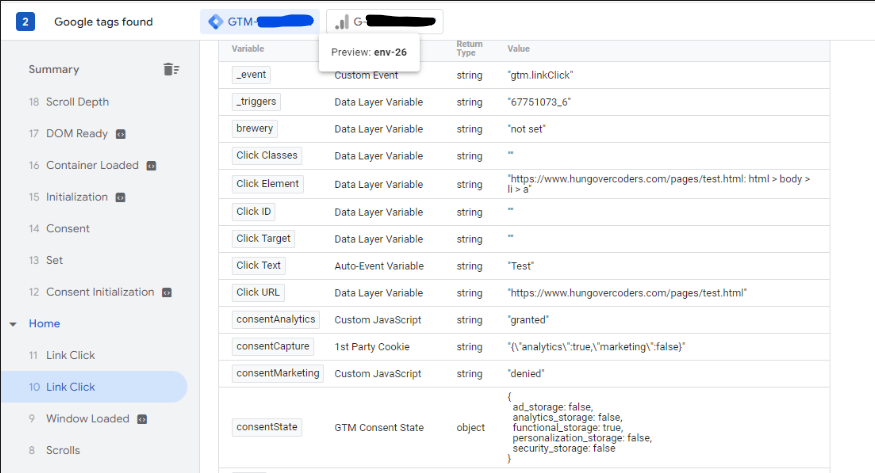 2 Google tags found GTM- G-
Preview: env-26
Summary
18 Scroll Depth
17 DOM Ready
16 Container Loaded
15 Initialization
14 Consent
13 Set
12 Consent Initialization
Home
11 Link Click
10 Link Click
9 Window Loaded
8 Scrolls
Variable Return Type Value
_event Custom Event string "gtm.linkClick"
_triggers Data Layer Variable string "67751073_6"
brewery Data Layer Variable string "not set"
Click Classes Data Layer Variable string ""
Click Element Data Layer Variable string "https://www.hungovercoders.com/pages/test.html: html > body >
li > a"
Click ID Data Layer Variable string ""
Click Target Data Layer Variable string ""
Click Text Auto-Event Variable string "Test"
Click URL Data Layer Variable string "https://www.hungovercoders.com/pages/test.html"
consentAnalytics Custom JavaScript string "granted"
consentCapture 1st Party Cookie string "{\"analytics\":true,\"marketing\":false}"
consentMarketing Custom JavaScript string "denied"
consentState GTM Consent State object
{
ad_storage: false,
analytics_storage: false,
functional_storage: true,
personalization_storage: false,
security_storage: false
}